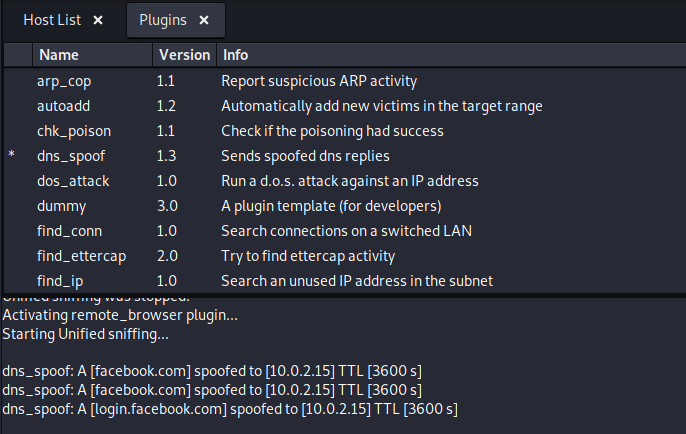 Host List × Plugins ×
Name Version Info
arp_cop 1.1 Report suspicious ARP activity
autoadd 1.2 Automatically add new victims in the target range
chk_poison 1.1 Check if the poisoning had success
* dns_spoof 1.3 Sends spoofed dns replies
dos_attack 1.0 Run a d.o.s. attack against an IP address
dummy 3.0 A plugin template (for developers)
find_conn 1.0 Search connections on a switched LAN
find_ettercap 2.0 Try to find ettercap activity
find_ip 1.0 Search an unused IP address in the subnet
Unified sniffing was stopped.
Activating remote_browser plugin...
Starting Unified sniffing...
dns_spoof: A [facebook.com] spoofed to [10.0.2.15] TTL [3600 s]
dns_spoof: A [facebook.com] spoofed to [10.0.2.15] TTL [3600 s]
dns_spoof: A [login.facebook.com] spoofed to [10.0.2.15] TTL [3600 s]